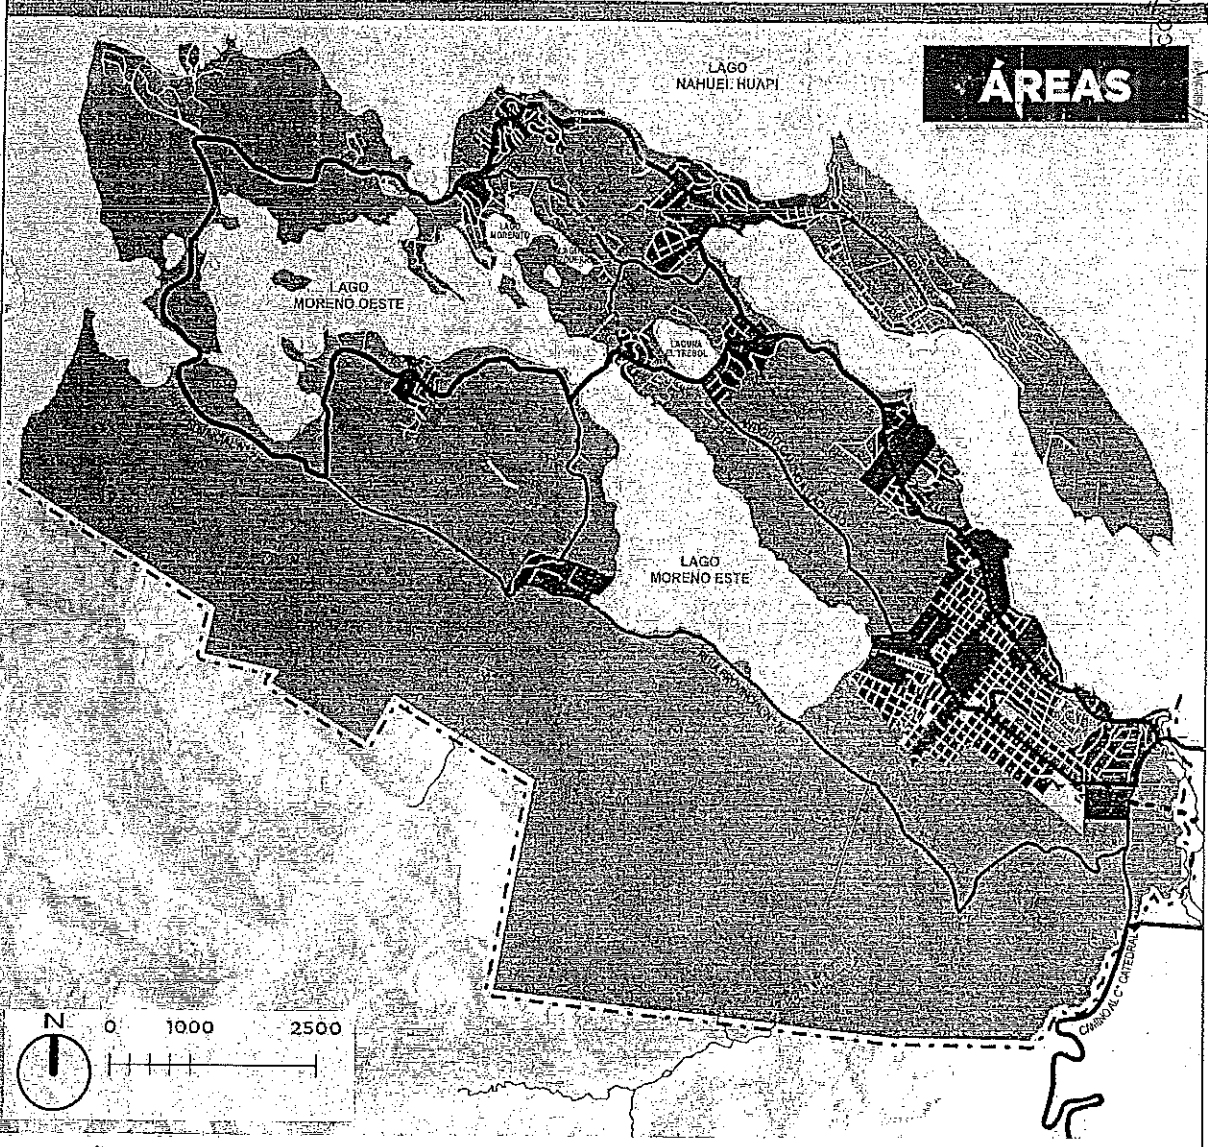 ÁREAS
LAGO
NAHUEL HUAPI
LAGO
MORENITO
LAGO
MORENO OESTE
LAGUNA
EL TREBOL
LAGO
MORENO ESTE
CAMINO AL Cº CATEDRAL
N
0 1000 2500